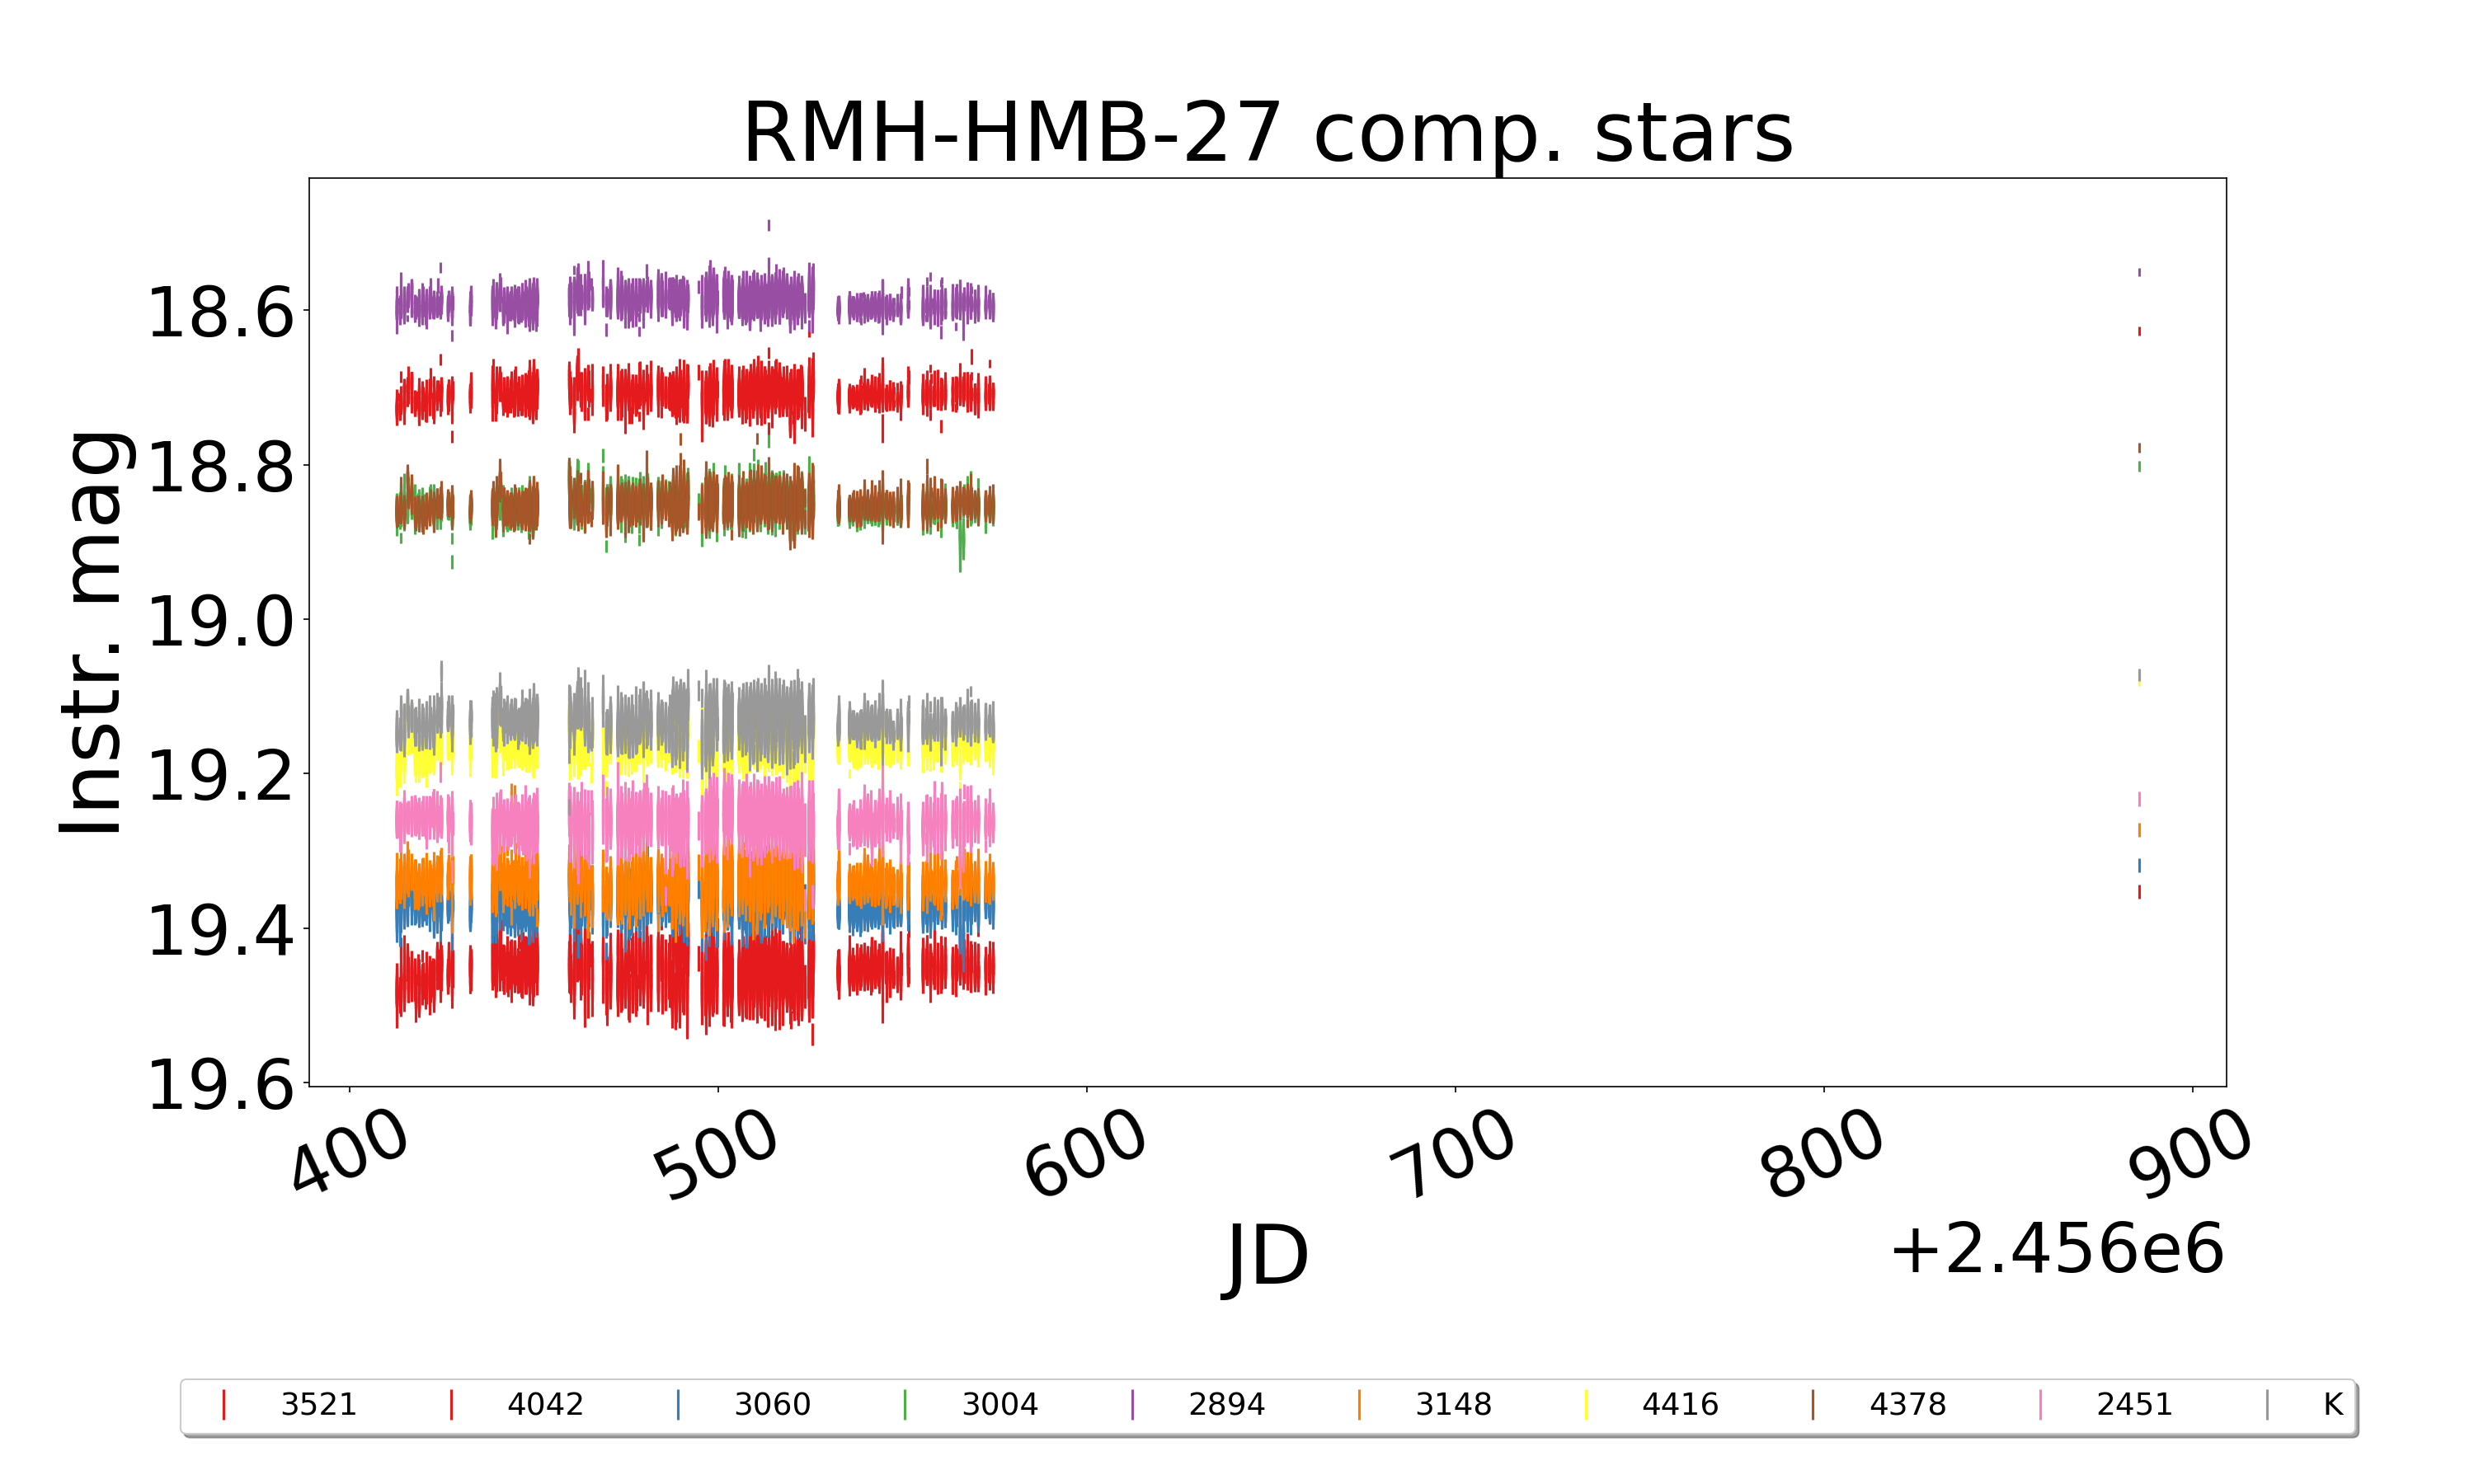 RMH-HMB-27 comp. stars
Instr. mag
18.6
18.8
19.0
19.2
19.4
19.6
400 500 600 700 800 900
JD
+2.456e6
3521 4042 3060 3004 2894 3148 4416 4378 2451 K